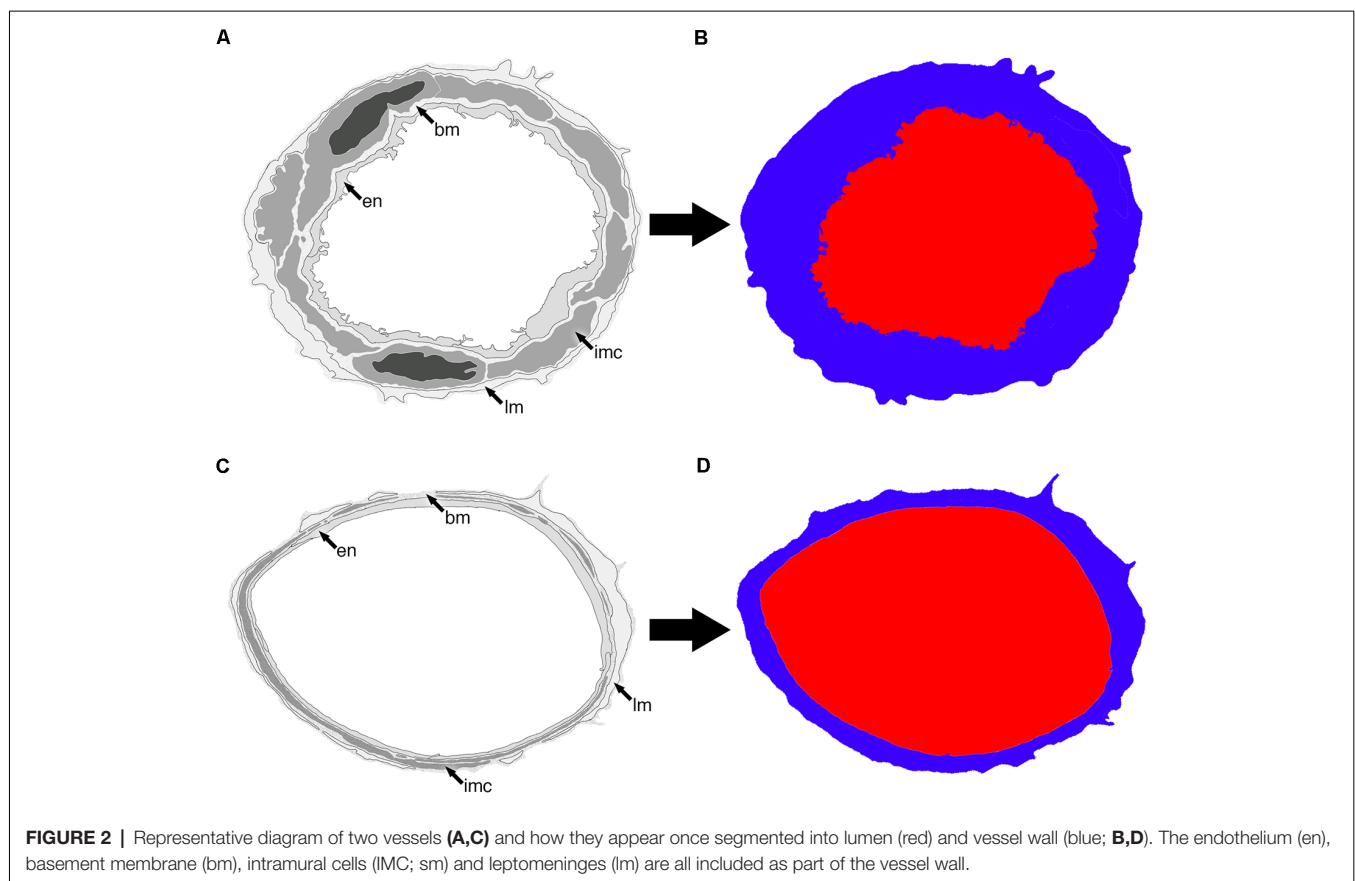 A
B
bm
en
imc
lm
C
D
bm
en
lm
imc
FIGURE 2 | Representative diagram of two vessels (A,C) and how they appear once segmented into lumen (red) and vessel wall (blue; B,D). The endothelium (en),
basement membrane (bm), intramural cells (IMC; sm) and leptomeninges (lm) are all included as part of the vessel wall.